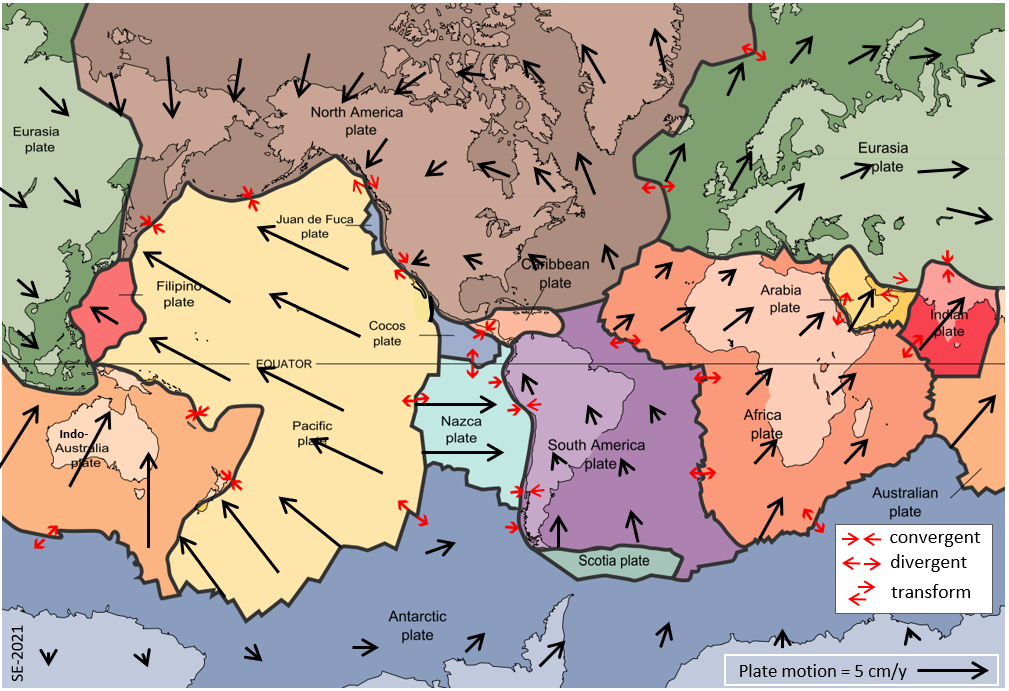 North America
plate
Eurasia
plate
Eurasia
plate
Juan de Fuca
plate
Caribbean
plate
Filipino
plate
Arabia
plate
Indian
plate
Cocos
plate
EQUATOR
Indo-
Australia
plate
Pacific
plate
Nazca
plate
South America
plate
Africa
plate
Australian
plate
convergent
divergent
transform
Scotia plate
Antarctic
plate
SE-2021
Plate motion = 5 cm/y